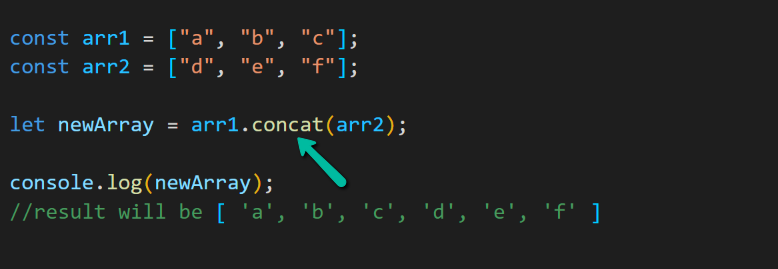 const arr1 = ["a", "b", "c"];
const arr2 = ["d", "e", "f"];
let newArray = arr1.concat(arr2);
console.log(newArray);
//result will be [ 'a', 'b', 'c', 'd', 'e', 'f' ]